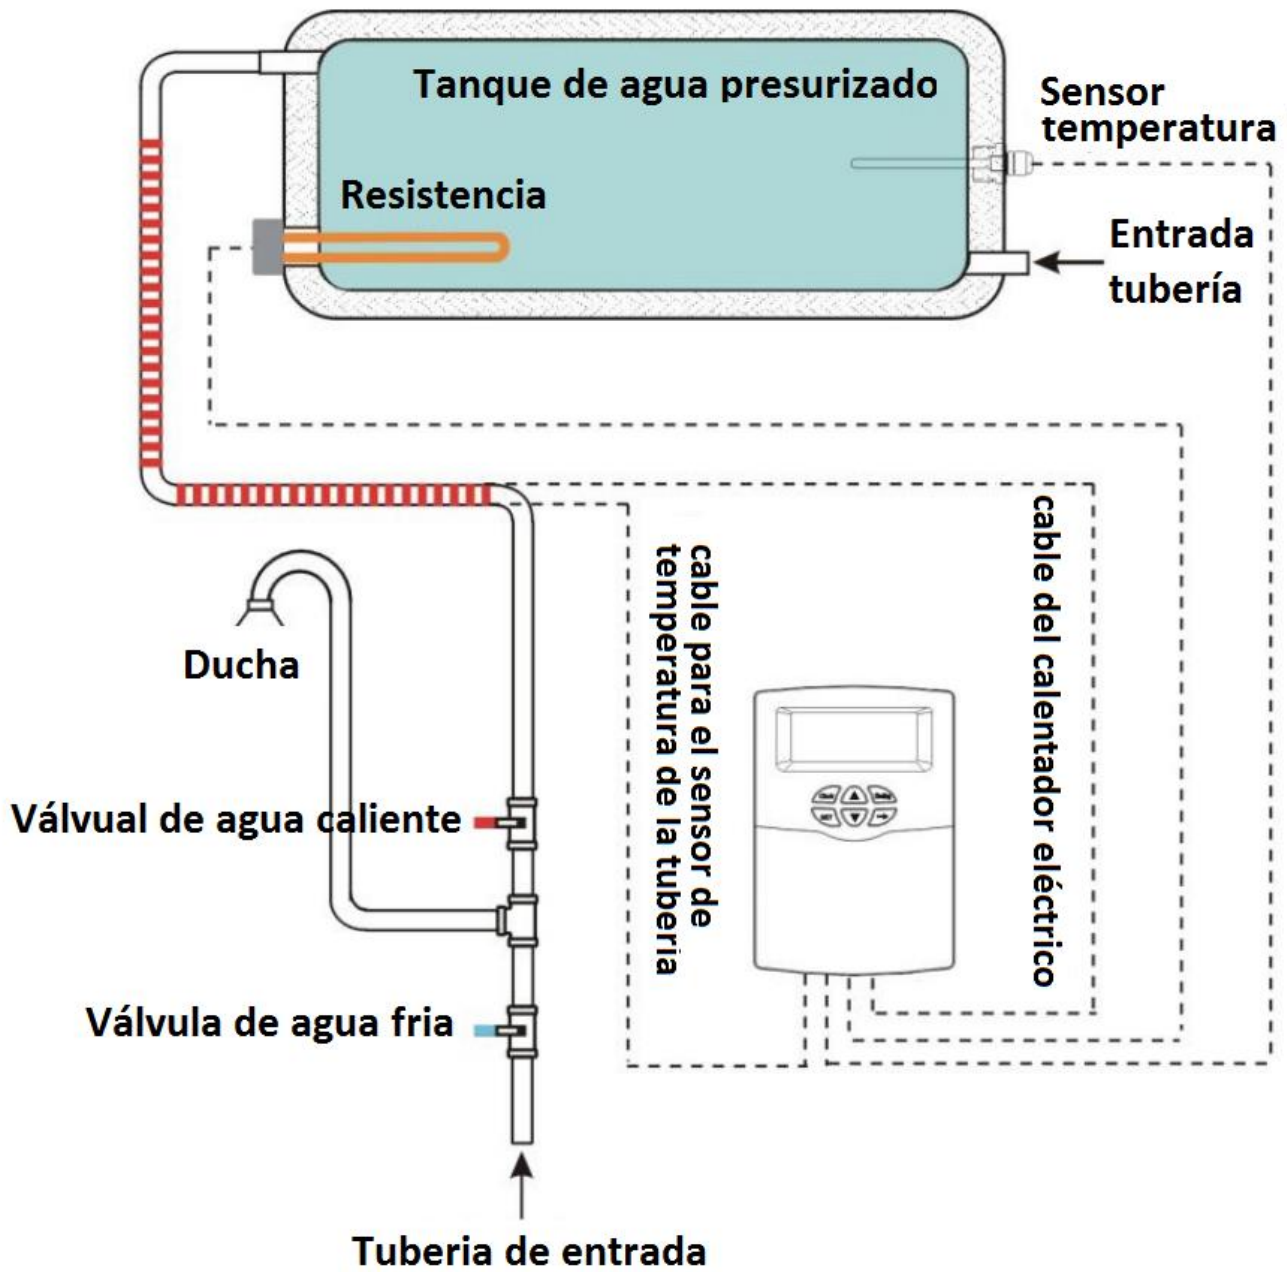 Tanque de agua presurizado
Sensor
temperatura
Resistencia
Entrada
tubería
cable para el sensor de
temperatura de la tuberia
cable del calentador eléctrico
Ducha
Válvual de agua caliente
Válvula de agua fria
Tuberia de entrada